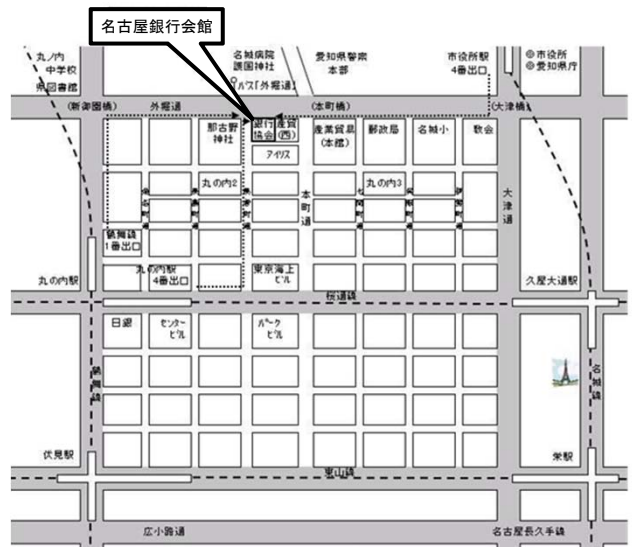 名古屋銀行会館
丸ノ内
中学校
県図書館
名城病院
護国神社
バス「外堀通」
愛知県警察
本部
市役所駅
4番出口
◎市役所
◎愛知県庁
(新御園橋)
外堀通
(本町橋)
(大津橋)
那古野
神社
銀行
協会
産貿
(西)
産業貿易
(本館)
郵政局
名城小
教会
アイリス
丸の内2
丸の内3
本町通
大津通
鶴舞線
1番出口
丸の内駅
4番出口
東京海上
ビル
丸の内駅
久屋大通駅
桜通線
日銀
センター
ビル
パーク
ビル
鶴舞線
名城線
伏見駅
栄駅
東山線
広小路通
名古屋長久手線